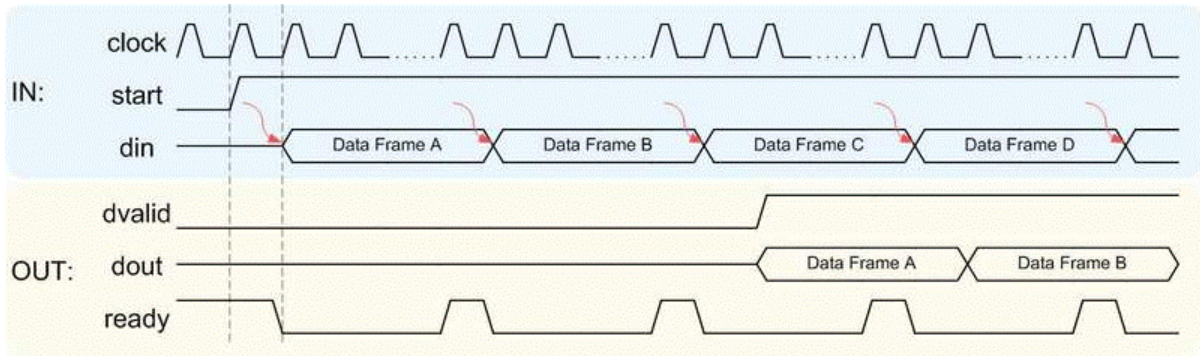 clock
IN:
start
din
Data Frame A
Data Frame B
Data Frame C
Data Frame D
dvalid
OUT:
dout
Data Frame A
Data Frame B
ready